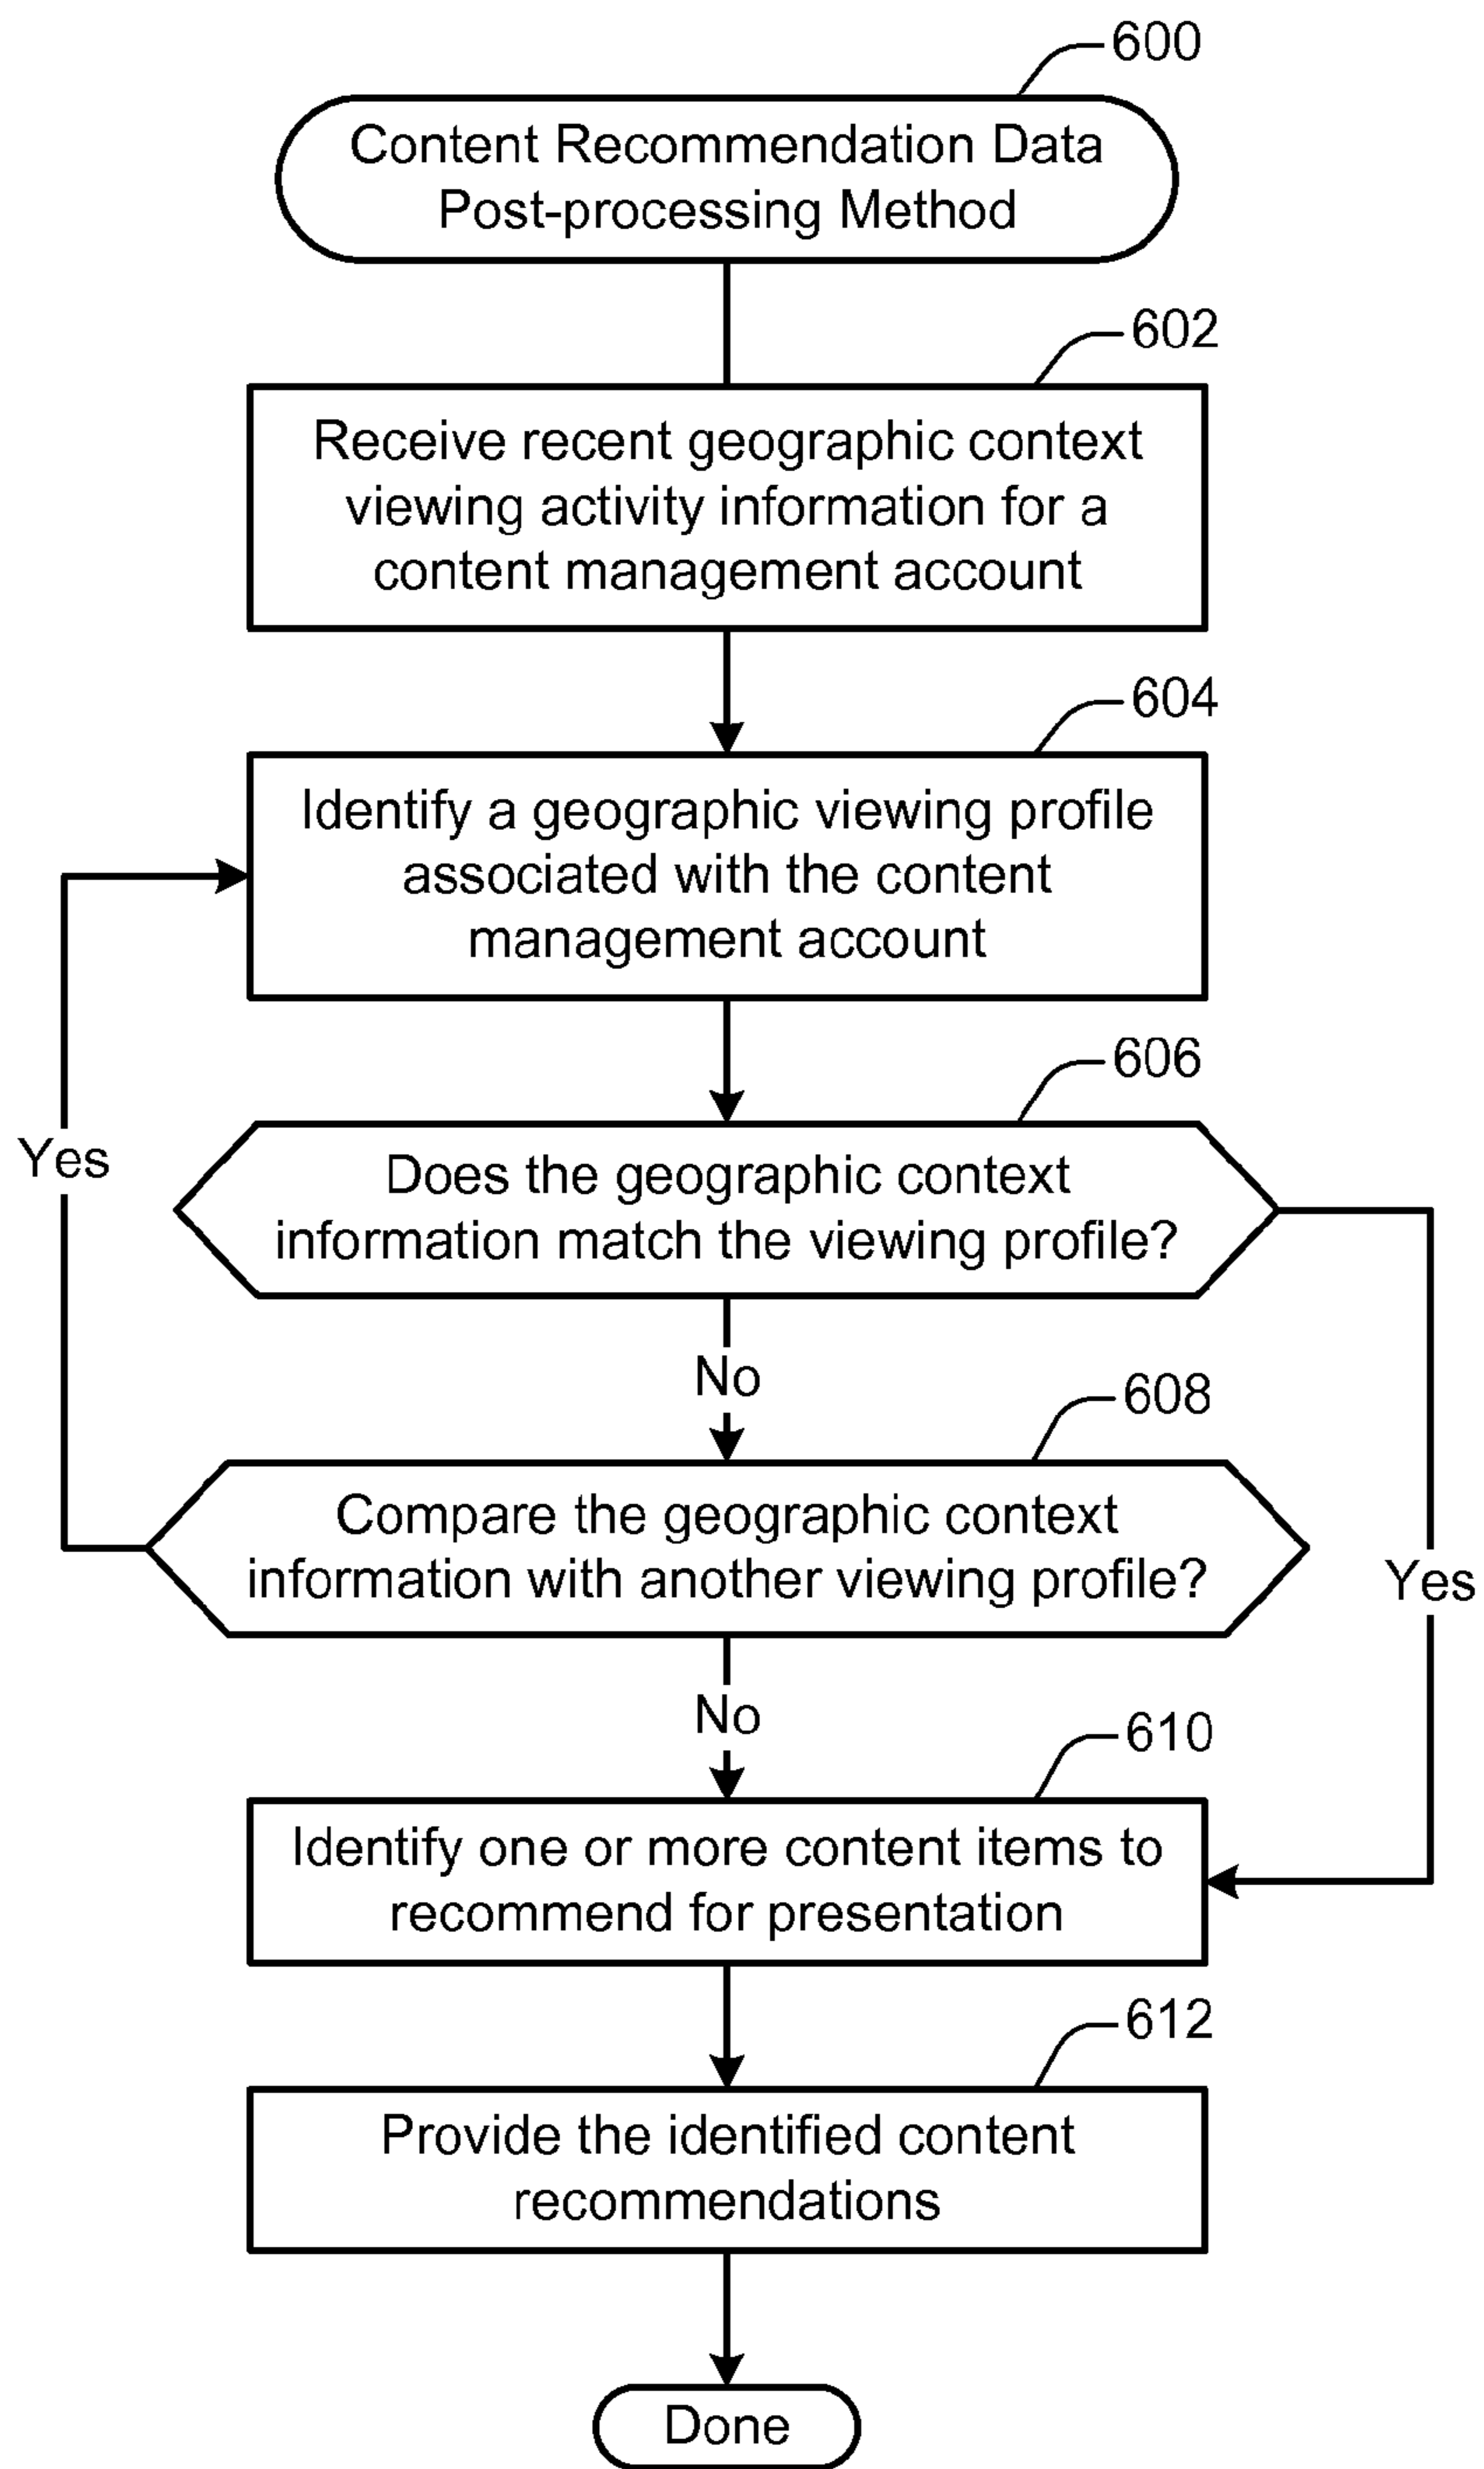 600
Content Recommendation Data
Post-processing Method
602
Receive recent geographic context
viewing activity information for a
content management account
604
Identify a geographic viewing profile
associated with the content
management account
606
Yes
Does the geographic context
information match the viewing profile?
No
608
Compare the geographic context
information with another viewing profile?
Yes
No
610
Identify one or more content items to
recommend for presentation
612
Provide the identified content
recommendations
Done